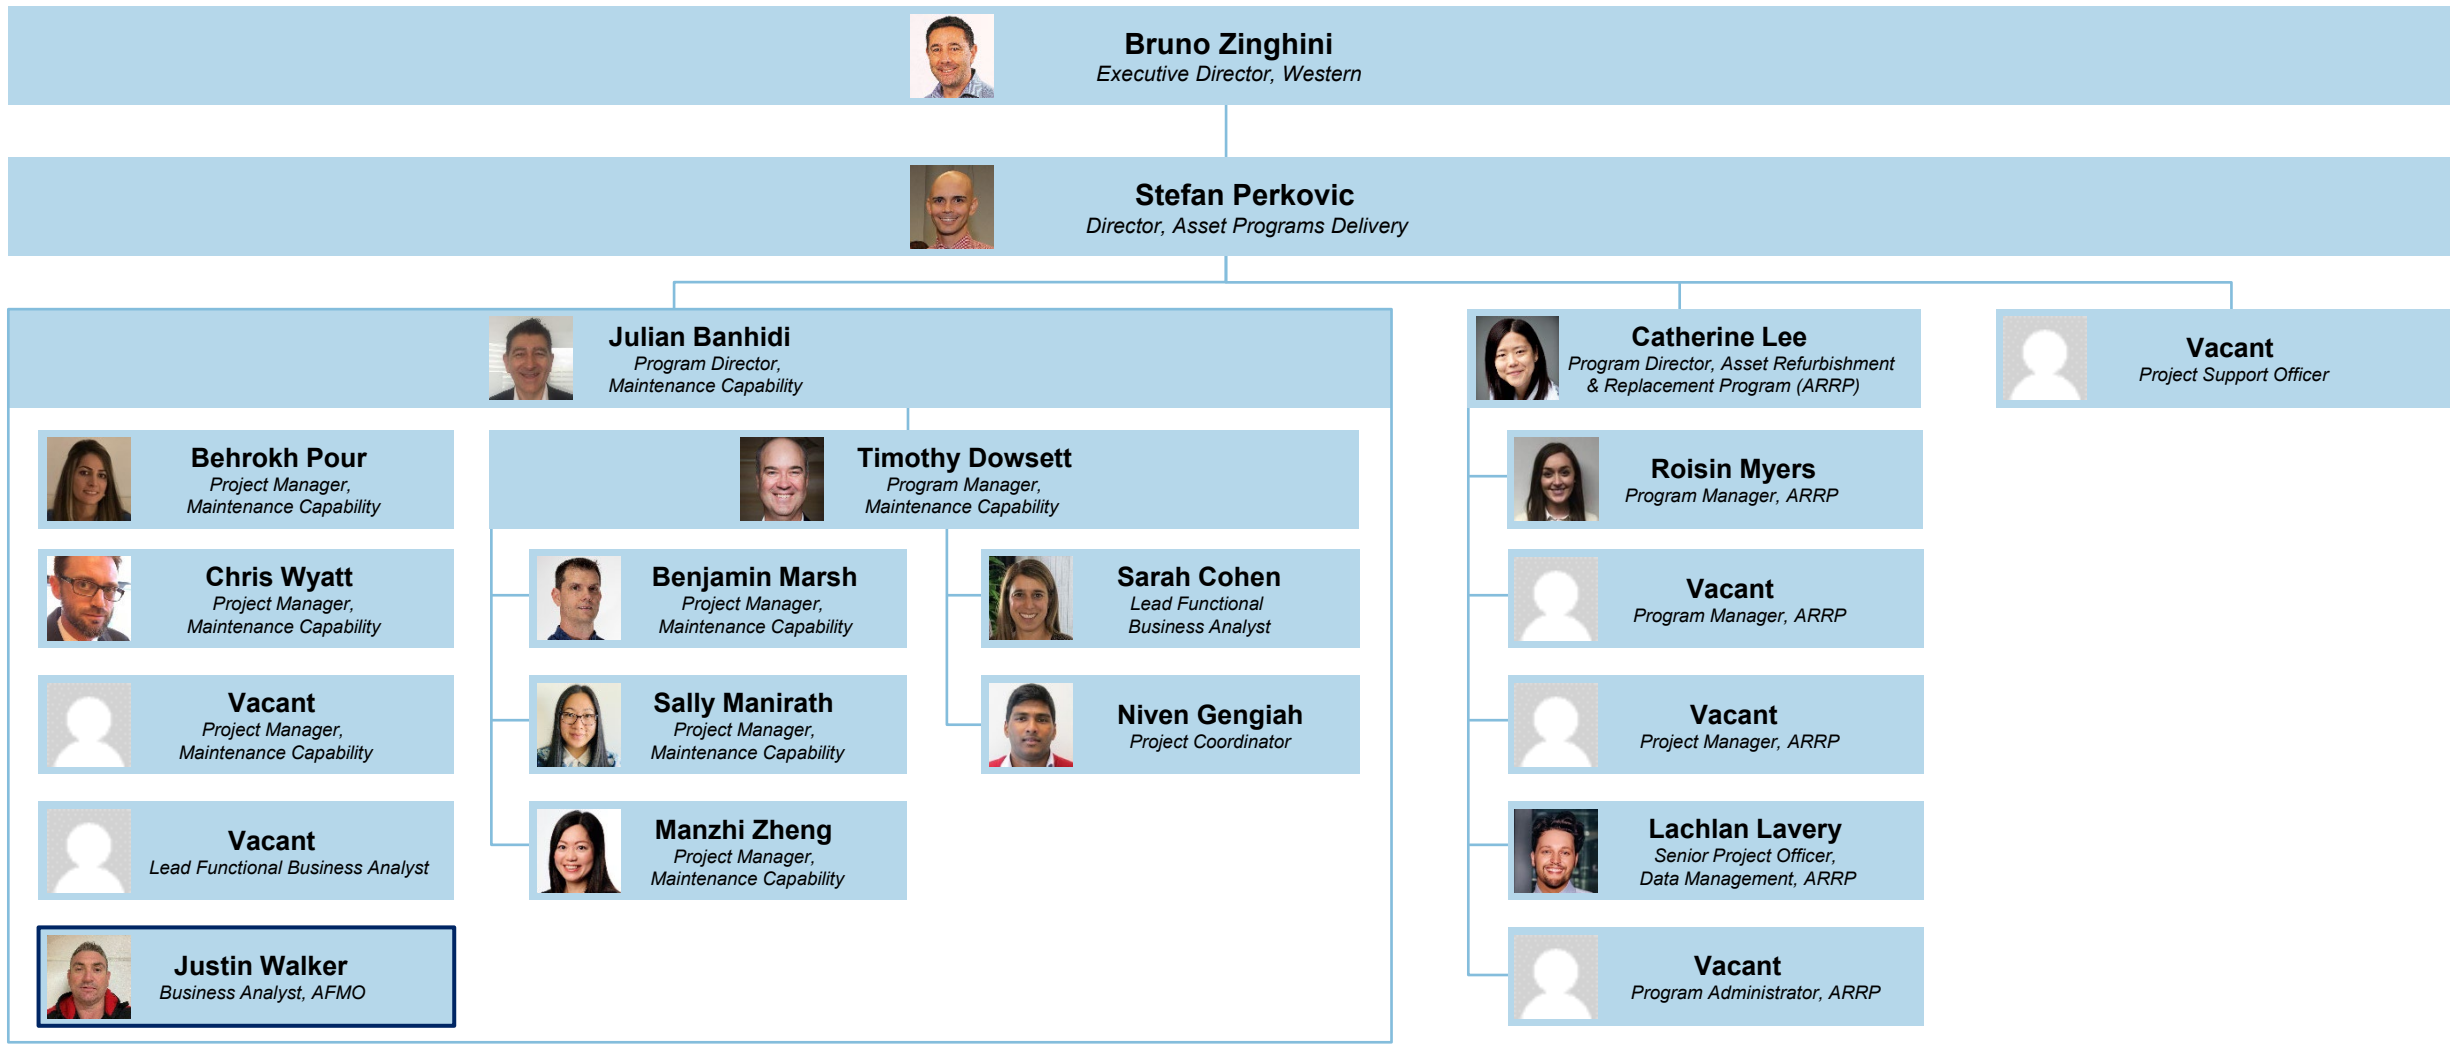 Bruno Zinghini
Executive Director, Western
Stefan Perkovic
Director, Asset Programs Delivery
Julian Banhidi
Program Director,
Maintenance Capability
Catherine Lee
Program Director, Asset Refurbishment
& Replacement Program (ARRP)
Vacant
Project Support Officer
Behrokh Pour
Project Manager,
Maintenance Capability
Chris Wyatt
Project Manager,
Maintenance Capability
Vacant
Project Manager,
Maintenance Capability
Vacant
Lead Functional Business Analyst
Justin Walker
Business Analyst, AFMO
Timothy Dowsett
Program Manager,
Maintenance Capability
Benjamin Marsh
Project Manager,
Maintenance Capability
Sally Manirath
Project Manager,
Maintenance Capability
Manzhi Zheng
Project Manager,
Maintenance Capability
Sarah Cohen
Lead Functional
Business Analyst
Niven Gengiah
Project Coordinator
Roisin Myers
Program Manager, ARRP
Vacant
Program Manager, ARRP
Vacant
Project Manager, ARRP
Lachlan Lavery
Senior Project Officer,
Data Management, ARRP
Vacant
Program Administrator, ARRP